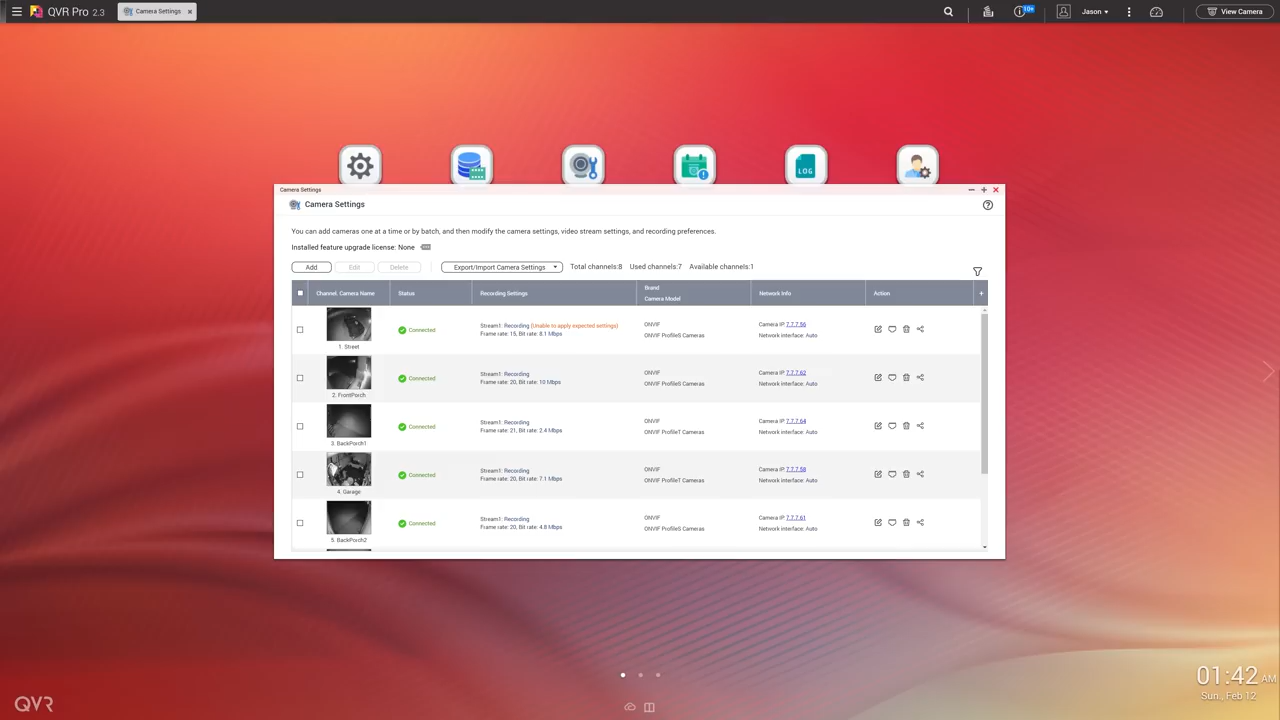 QVR Pro 2.3
Camera Settings
10+
Jason
View Camera
LOG
Camera Settings
Camera Settings
You can add cameras one at a time or by batch, and then modify the camera settings, video stream settings, and recording preferences.
Installed feature upgrade license: None
Add Edit Delete Export/Import Camera Settings Total channels:8 Used channels:7 Available channels:1
Channel. Camera Name Status Recording Settings Brand Camera Model Network Info Action
1. Street
Connected
Stream1: Recording (Unable to apply expected settings)
Frame rate: 15, Bit rate: 8.1 Mbps
ONVIF
ONVIF ProfileS Cameras
Camera IP: 7.7.7.56
Network interface: Auto
2. FrontPorch
Connected
Stream1: Recording
Frame rate: 20, Bit rate: 10 Mbps
ONVIF
ONVIF ProfileS Cameras
Camera IP: 7.7.7.62
Network interface: Auto
3. BackPorch1
Connected
Stream1: Recording
Frame rate: 21, Bit rate: 2.4 Mbps
ONVIF
ONVIF ProfileT Cameras
Camera IP: 7.7.7.64
Network interface: Auto
4. Garage
Connected
Stream1: Recording
Frame rate: 20, Bit rate: 7.1 Mbps
ONVIF
ONVIF ProfileT Cameras
Camera IP: 7.7.7.58
Network interface: Auto
5. BackPorch2
Connected
Stream1: Recording
Frame rate: 20, Bit rate: 4.8 Mbps
ONVIF
ONVIF ProfileS Cameras
Camera IP: 7.7.7.61
Network interface: Auto
QVR
01:42 AM
Sun., Feb 12